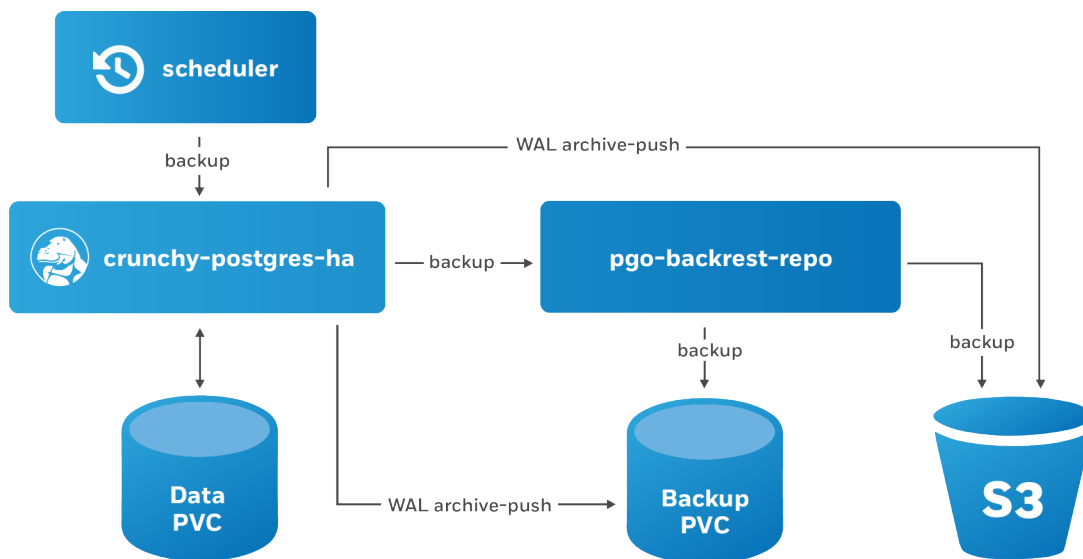 scheduler
backup
WAL archive-push
crunchy-postgres-ha
backup
pgo-backrest-repo
backup
backup
Data
PVC
WAL archive-push
Backup
PVC
S3